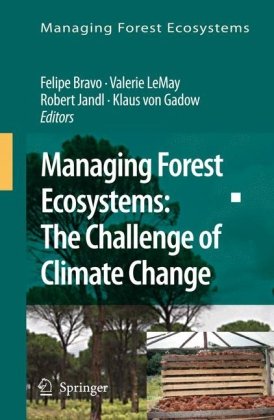 Managing Forest Ecosystems
Felipe Bravo · Valerie LeMay
Robert Jandl · Klaus von Gadow
Editors
Managing Forest
Ecosystems:
The Challenge of
Climate Change
Springer